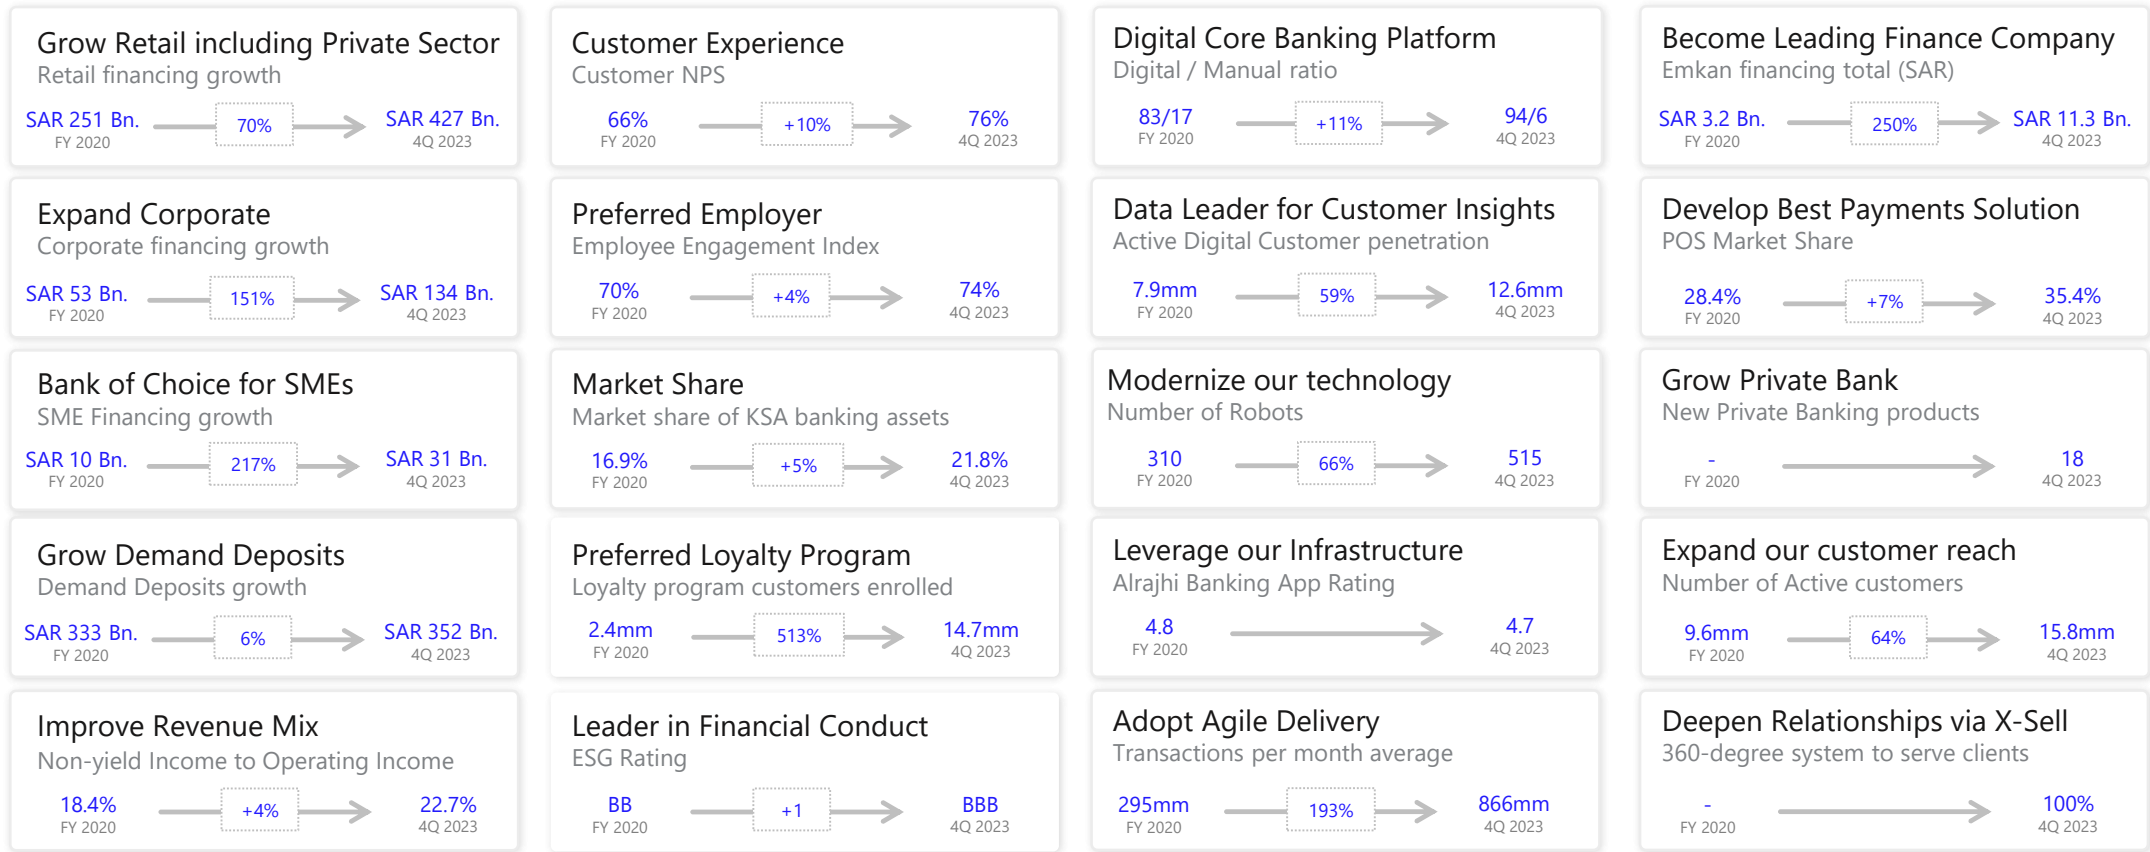 Grow Retail including Private Sector
Retail financing growth
SAR 251 Bn.
FY 2020
70%
SAR 427 Bn.
4Q 2023
Expand Corporate
Corporate financing growth
SAR 53 Bn.
FY 2020
151%
SAR 134 Bn.
4Q 2023
Bank of Choice for SMEs
SME Financing growth
SAR 10 Bn.
FY 2020
217%
SAR 31 Bn.
4Q 2023
Grow Demand Deposits
Demand Deposits growth
SAR 333 Bn.
FY 2020
6%
SAR 352 Bn.
4Q 2023
Improve Revenue Mix
Non-yield Income to Operating Income
18.4%
FY 2020
+4%
22.7%
4Q 2023
Customer Experience
Customer NPS
66%
FY 2020
+10%
76%
4Q 2023
Preferred Employer
Employee Engagement Index
70%
FY 2020
+4%
74%
4Q 2023
Market Share
Market share of KSA banking assets
16.9%
FY 2020
+5%
21.8%
4Q 2023
Preferred Loyalty Program
Loyalty program customers enrolled
2.4mm
FY 2020
513%
14.7mm
4Q 2023
Leader in Financial Conduct
ESG Rating
BB
FY 2020
+1
BBB
4Q 2023
Digital Core Banking Platform
Digital / Manual ratio
83/17
FY 2020
+11%
94/6
4Q 2023
Data Leader for Customer Insights
Active Digital Customer penetration
7.9mm
FY 2020
59%
12.6mm
4Q 2023
Modernize our technology
Number of Robots
310
FY 2020
66%
515
4Q 2023
Leverage our Infrastructure
Alrajhi Banking App Rating
4.8
FY 2020
4.7
4Q 2023
Adopt Agile Delivery
Transactions per month average
295mm
FY 2020
193%
866mm
4Q 2023
Become Leading Finance Company
Emkan financing total (SAR)
SAR 3.2 Bn.
FY 2020
250%
SAR 11.3 Bn.
4Q 2023
Develop Best Payments Solution
POS Market Share
28.4%
FY 2020
+7%
35.4%
4Q 2023
Grow Private Bank
New Private Banking products
-
FY 2020
18
4Q 2023
Expand our customer reach
Number of Active customers
9.6mm
FY 2020
64%
15.8mm
4Q 2023
Deepen Relationships via X-Sell
360-degree system to serve clients
-
FY 2020
100%
4Q 2023